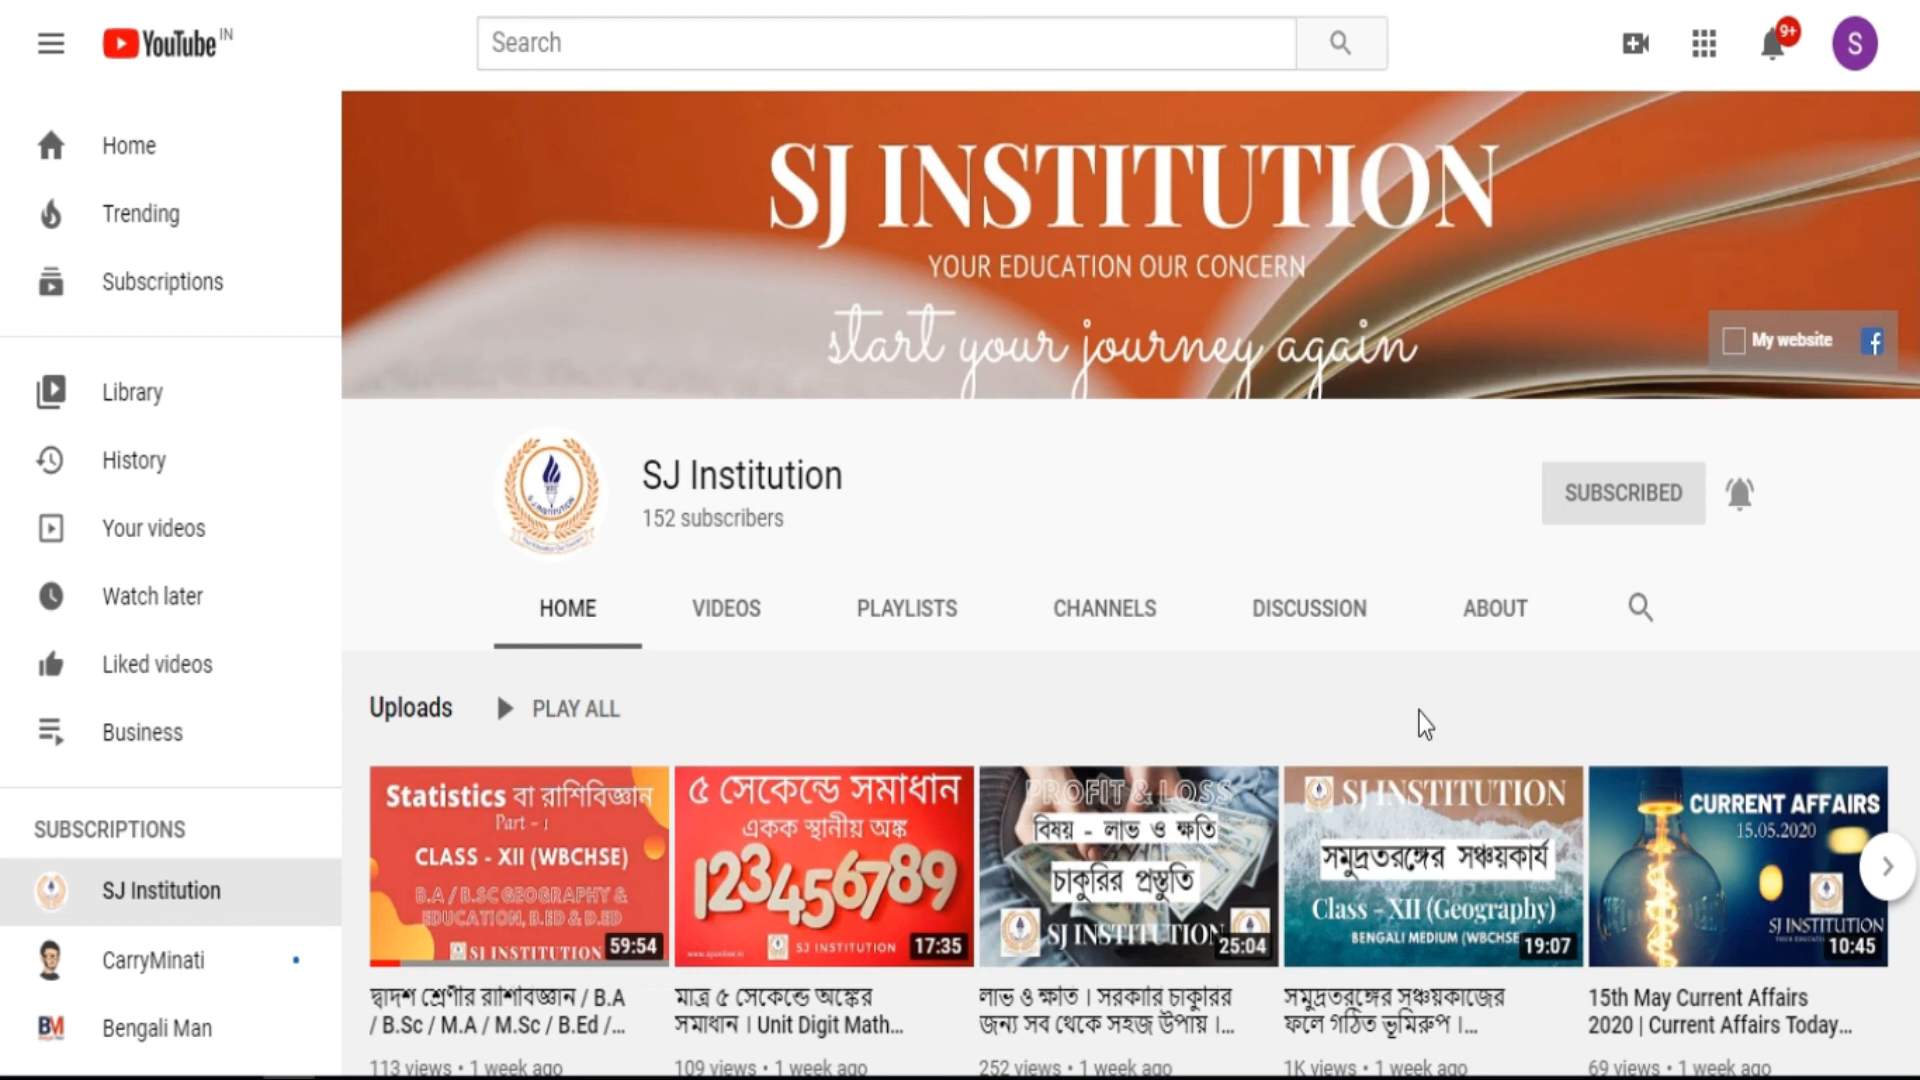 YouTube IN
Search
9+
S
Home
Trending
Subscriptions
Library
History
Your videos
Watch later
Liked videos
Business
SUBSCRIPTIONS
SJ Institution
CarryMinati
Bengali Man
SJ INSTITUTION
YOUR EDUCATION OUR CONCERN
start your journey again
My website
SJ Institution
152 subscribers
SUBSCRIBED
HOME VIDEOS PLAYLISTS CHANNELS DISCUSSION ABOUT
Uploads PLAY ALL
Statistics বা রাশিবিজ্ঞান
Part - 1
CLASS - XII (WBCHSE)
B.A / B.SC GEOGRAPHY &
EDUCATION, B.ED & D.ED
SJ INSTITUTION
59:54
৫ সেকেন্ডে সমাধান
একক স্থানীয় অঙ্ক
123456789
SJ INSTITUTION
17:35
PROFIT & LOSS
বিষয় - লাভ ও ক্ষতি
চাকুরির প্রস্তুতি
SJ INSTITUTION
25:04
SJ INSTITUTION
সমুদ্রতরঙ্গের সঞ্চয়কার্য
Class - XII (Geography)
BENGALI MEDIUM (WBCHSE
19:07
CURRENT AFFAIRS
15.05.2020
SJ INSTITUTION
10:45
দ্বাদশ শ্রেণীর রাশিবিজ্ঞান / B.A
/ B.Sc / M.A / M.Sc / B.Ed /...
113 views • 1 week ago
মাত্র ৫ সেকেন্ডে অঙ্কের
সমাধান । Unit Digit Math...
109 views • 1 week ago
লাভ ও ক্ষতি । সরকারি চাকুরির
জন্য সব থেকে সহজ উপায় ।...
252 views • 1 week ago
সমুদ্রতরঙ্গের সঞ্চয়কাজের
ফলে গঠিত ভূমিরুপ ।...
1K views • 1 week ago
15th May Current Affairs
2020 | Current Affairs Today...
69 views • 1 week ago